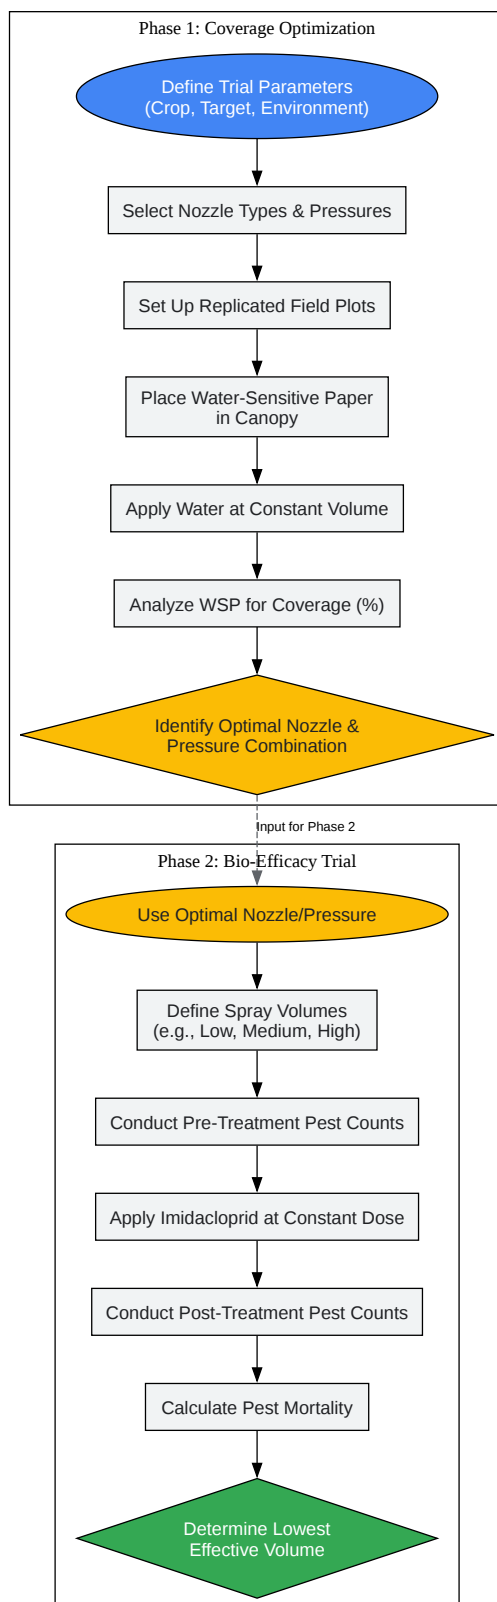 Phase 1: Coverage Optimization
Define Trial Parameters
(Crop, Target, Environment)
Select Nozzle Types & Pressures
Set Up Replicated Field Plots
Place Water-Sensitive Paper
in Canopy
Apply Water at Constant Volume
Analyze WSP for Coverage (%)
Identify Optimal Nozzle &
Pressure Combination
Input for Phase 2
Phase 2: Bio-Efficacy Trial
Use Optimal Nozzle/Pressure
Define Spray Volumes
(e.g., Low, Medium, High)
Conduct Pre-Treatment Pest Counts
Apply Imidacloprid at Constant Dose
Conduct Post-Treatment Pest Counts
Calculate Pest Mortality
Determine Lowest
Effective Volume